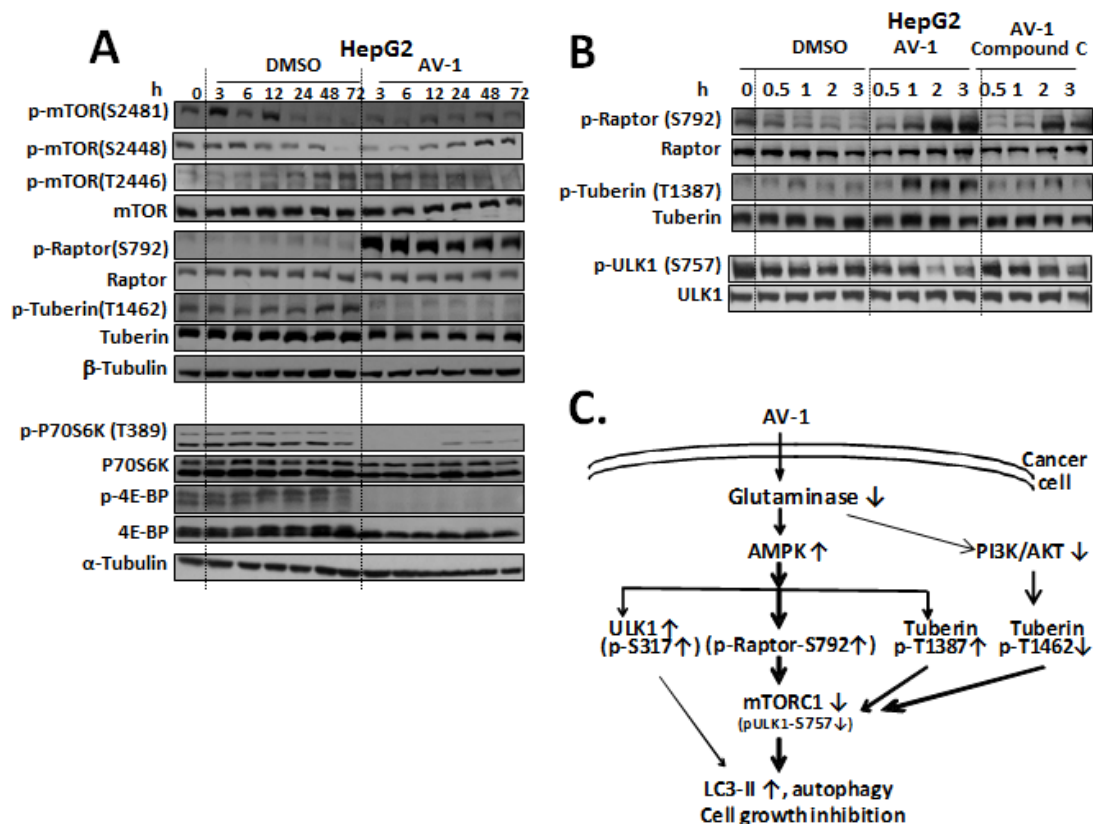 A
HepG2
DMSO AV-1
h 0 3 6 12 24 48 72 3 6 12 24 48 72
p-mTOR(S2481)
p-mTOR(S2448)
p-mTOR(T2446)
mTOR
p-Raptor(S792)
Raptor
p-Tuberin(T1462)
Tuberin
β-Tubulin
p-P70S6K (T389)
P70S6K
p-4E-BP
4E-BP
α-Tubulin
B
HepG2
DMSO AV-1 AV-1
Compound C
h 0 0.5 1 2 3 0.5 1 2 3 0.5 1 2 3
p-Raptor (S792)
Raptor
p-Tuberin (T1387)
Tuberin
p-ULK1 (S757)
ULK1
C.
AV-1
Cancer
cell
Glutaminase ↓
AMPK ↑ PI3K/AKT ↓
ULK1 ↑ Tuberin Tuberin
(p-S317↑) (p-Raptor-S792↑) p-T1387↑ p-T1462↓
mTORC1 ↓
(pULK1-S757↓)
LC3-II ↑, autophagy
Cell growth inhibition